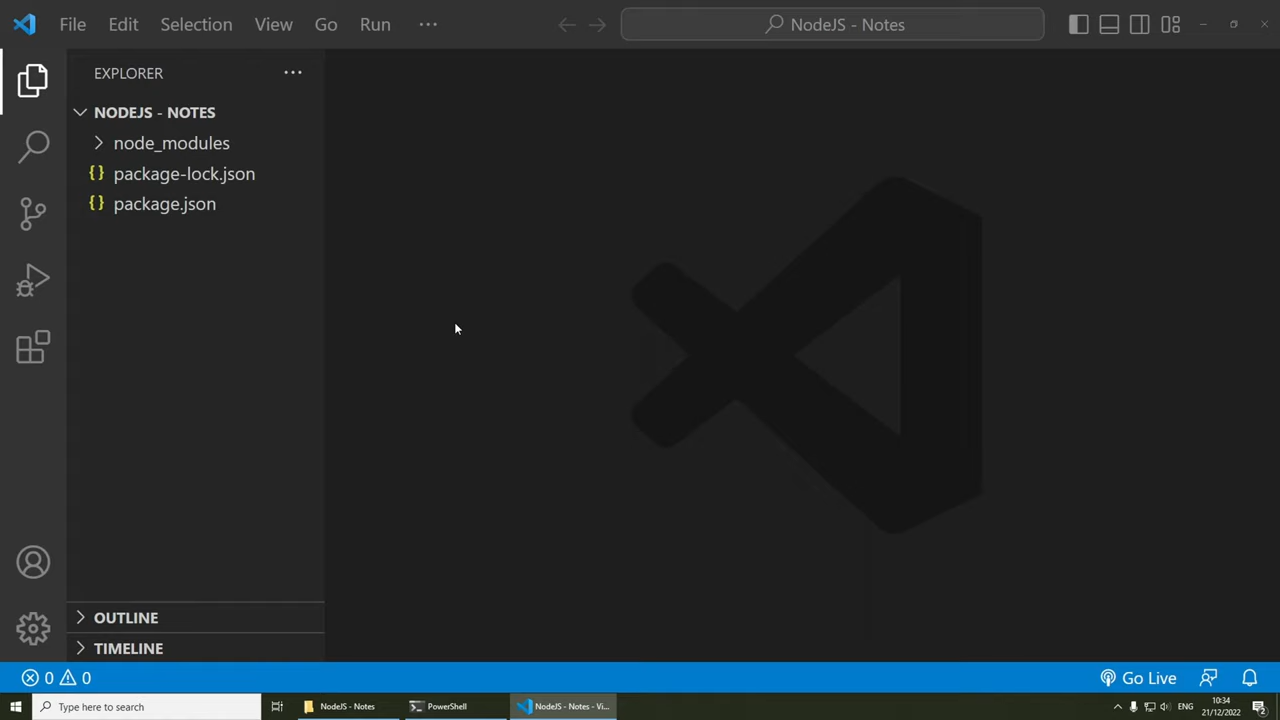 File Edit Selection View Go Run ··· NodeJS - Notes
EXPLORER ···
NODEJS - NOTES
node_modules
{} package-lock.json
{} package.json
OUTLINE
TIMELINE
0 0 Go Live
Type here to search NodeJS - Notes PowerShell NodeJS - Notes - Vi... ENG 10:34
21/12/2022 2